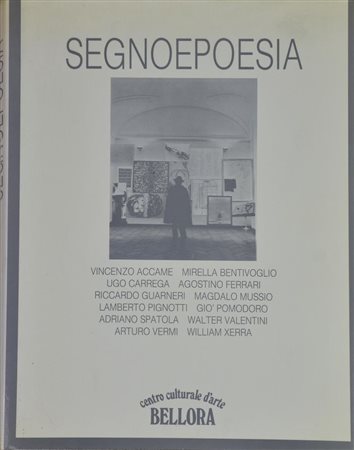 SEGNOEPOESIA
SEGNOEPOESIA
VINCENZO ACCAME MIRELLA BENTIVOGLIO
UGO CARREGA AGOSTINO FERRARI
RICCARDO GUARNERI MAGDALO MUSSIO
LAMBERTO PIGNOTTI GIO' POMODORO
ADRIANO SPATOLA WALTER VALENTINI
ARTURO VERMI WILLIAM XERRA
centro culturale d'arte
BELLORA